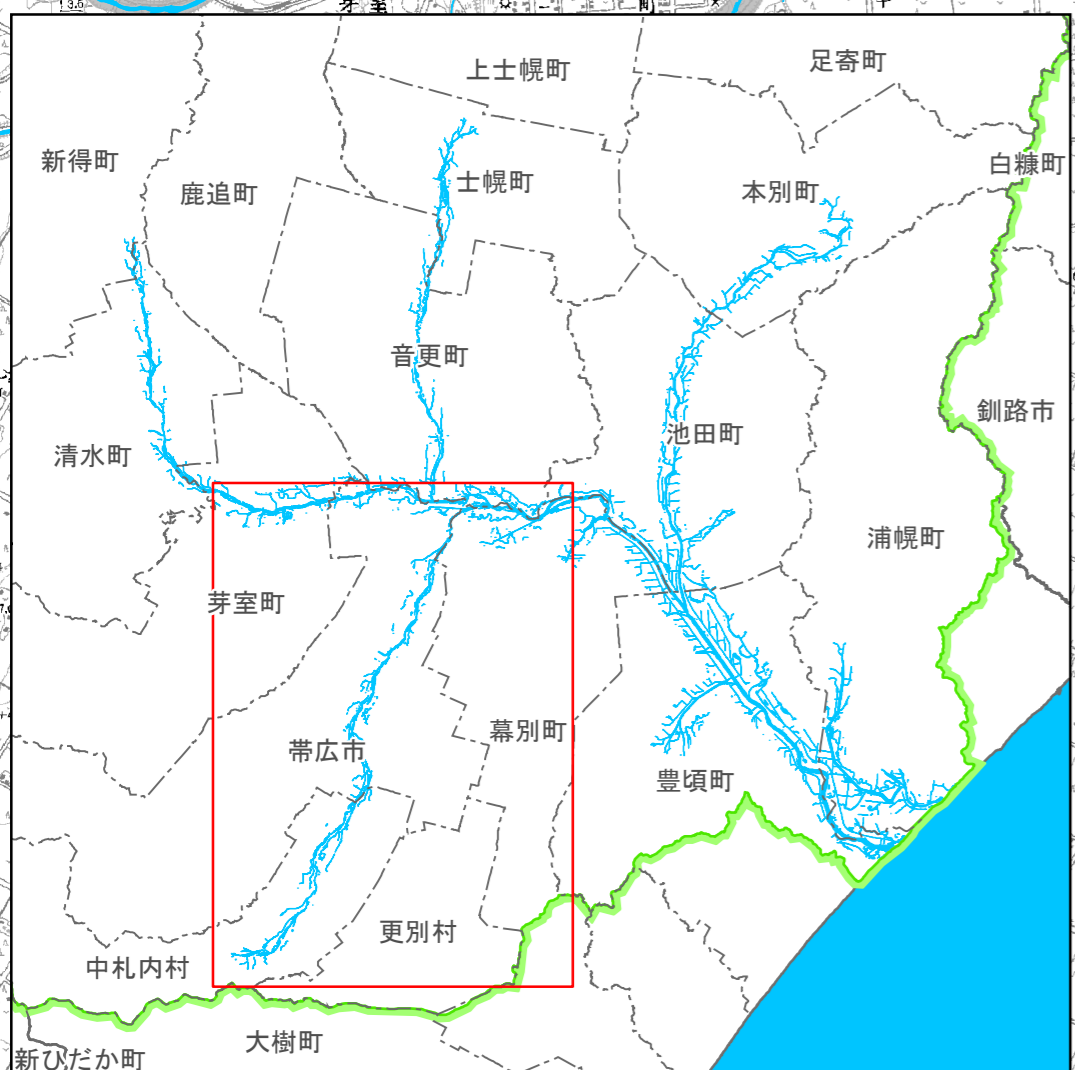 上士幌町
足寄町
新得町
鹿追町
士幌町
本別町
白糠町
音更町
清水町
池田町
釧路市
浦幌町
芽室町
帯広市
幕別町
豊頃町
更別村
中札内村
大樹町
新ひだか町